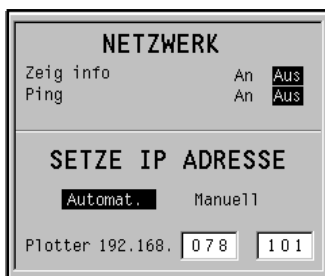 NETZWERK
Zeig info An Aus
Ping An Aus
SETZE IP ADRESSE
Automat. Manuell
Plotter 192.168. 078 101